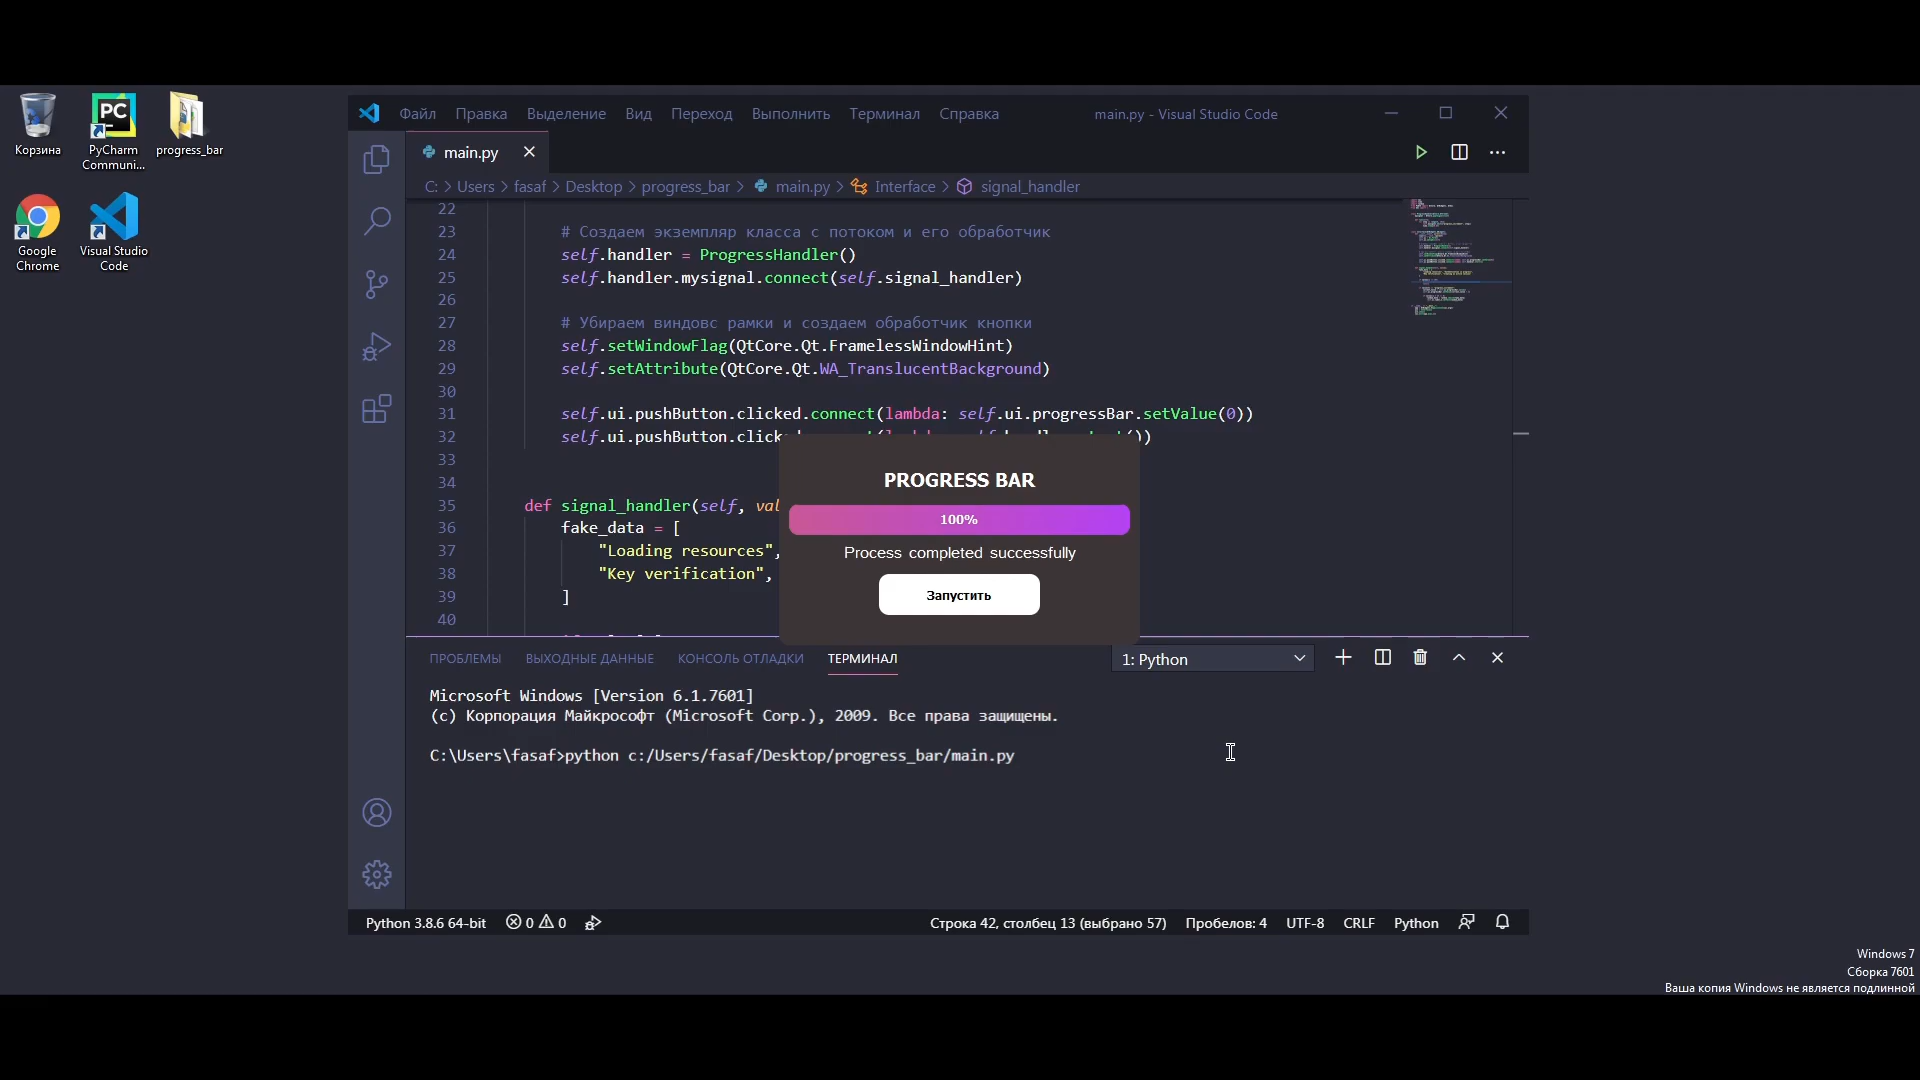 Корзина
PyCharm
Communi...
progress_bar
Google
Chrome
Visual Studio
Code
Файл Правка Выделение Вид Переход Выполнить Терминал Справка main.py - Visual Studio Code
main.py
C: > Users > fasaf > Desktop > progress_bar > main.py > Interface > signal_handler
22
23 # Создаем экземпляр класса с потоком и его обработчик
24 self.handler = ProgressHandler()
25 self.handler.mysignal.connect(self.signal_handler)
26
27 # Убираем виндовс рамки и создаем обработчик кнопки
28 self.setWindowFlag(QtCore.Qt.FramelessWindowHint)
29 self.setAttribute(QtCore.Qt.WA_TranslucentBackground)
30
31 self.ui.pushButton.clicked.connect(lambda: self.ui.progressBar.setValue(0))
32 self.ui.pushButton.click
33
34
35 def signal_handler(self, val
36 fake_data = [
37 "Loading resources",
38 "Key verification",
39 ]
40
PROGRESS BAR
100%
Process completed successfully
Запустить
ПРОБЛЕМЫ ВЫХОДНЫЕ ДАННЫЕ КОНСОЛЬ ОТЛАДКИ ТЕРМИНАЛ 1: Python
Microsoft Windows [Version 6.1.7601]
(c) Корпорация Майкрософт (Microsoft Corp.), 2009. Все права защищены.
C:\Users\fasaf>python c:/Users/fasaf/Desktop/progress_bar/main.py
Python 3.8.6 64-bit 0 0 Строка 42, столбец 13 (выбрано 57) Пробелов: 4 UTF-8 CRLF Python
Windows 7
Сборка 7601
Ваша копия Windows не является подлинной